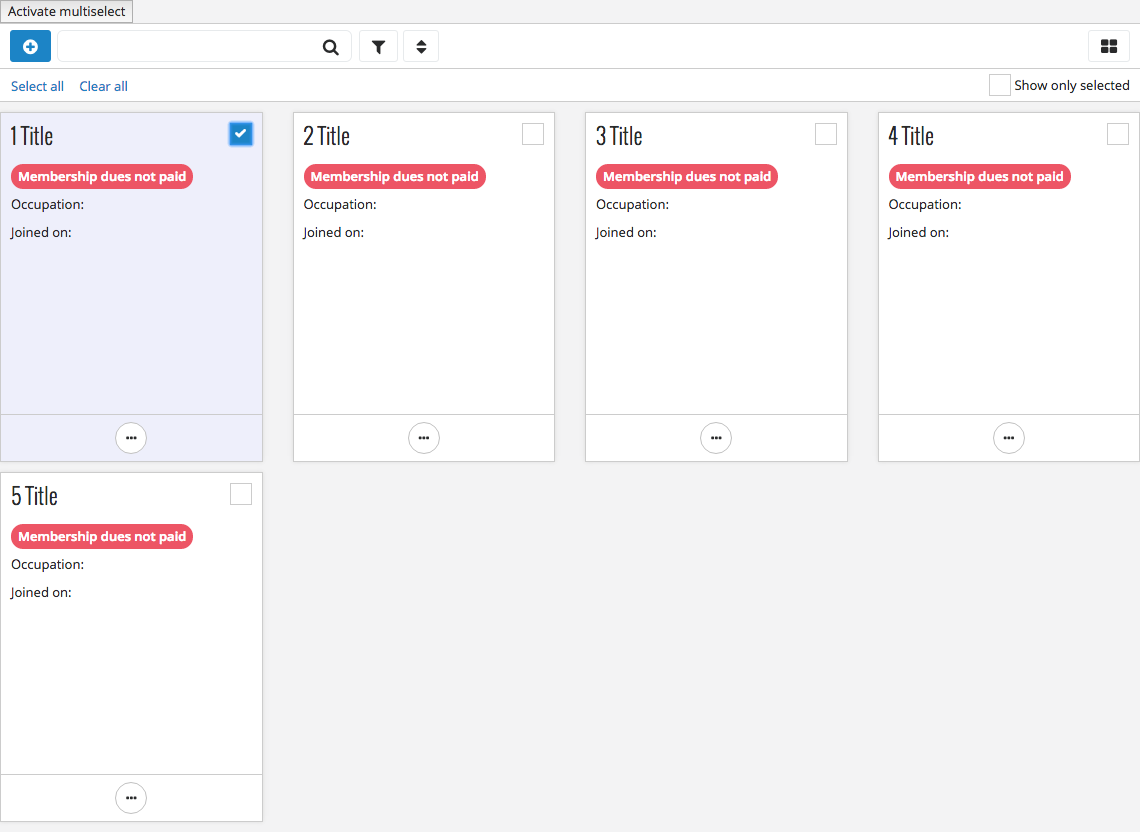 Activate multiselect
Select all Clear all Show only selected
1 Title
Membership dues not paid
Occupation:
Joined on:
2 Title
Membership dues not paid
Occupation:
Joined on:
3 Title
Membership dues not paid
Occupation:
Joined on:
4 Title
Membership dues not paid
Occupation:
Joined on:
5 Title
Membership dues not paid
Occupation:
Joined on: